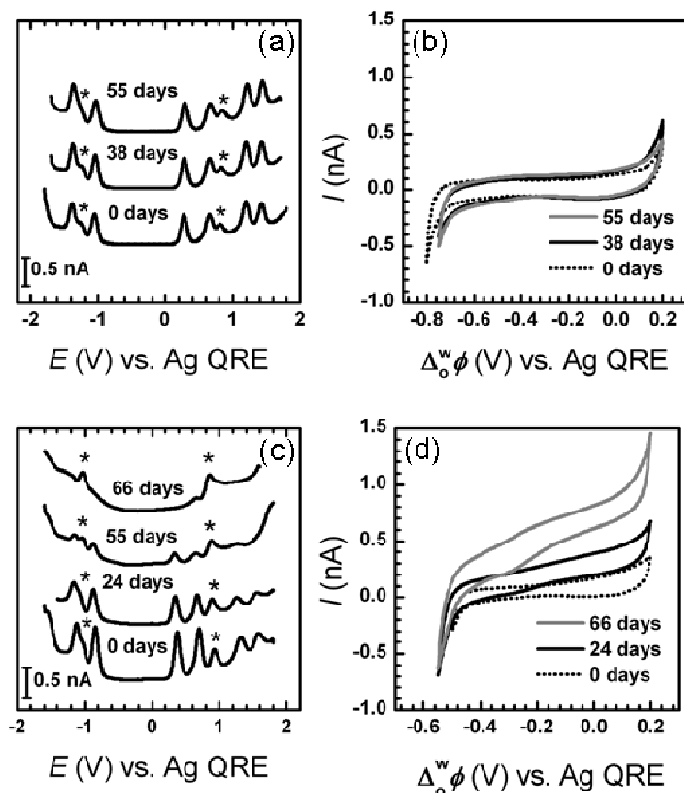 (a)
55 days
38 days
0 days
0.5 nA
* * * * * *
-2 -1 0 1 2
E (V) vs. Ag QRE
(b)
1.5
1.0
0.5
0.0
-0.5
-1.0
I (nA)
55 days
38 days
0 days
-0.8 -0.6 -0.4 -0.2 0.0 0.2
Δ_o^w ϕ (V) vs. Ag QRE
(c)
66 days
55 days
24 days
0 days
0.5 nA
* * * * * * * *
-2 -1 0 1 2
E (V) vs. Ag QRE
(d)
1.5
1.0
0.5
0.0
-0.5
-1.0
I (nA)
66 days
24 days
0 days
-0.6 -0.4 -0.2 0.0 0.2
Δ_o^w ϕ (V) vs. Ag QRE